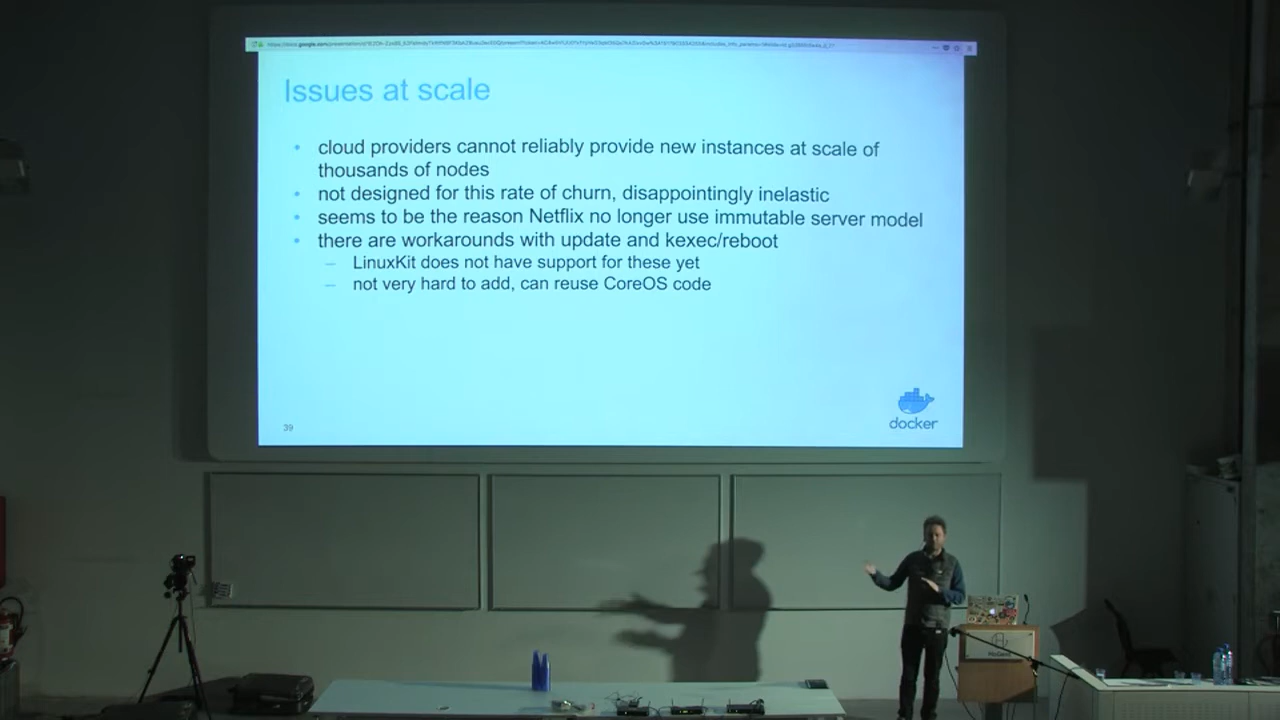 Issues at scale
cloud providers cannot reliably provide new instances at scale of
thousands of nodes
not designed for this rate of churn, disappointingly inelastic
seems to be the reason Netflix no longer use immutable server model
there are workarounds with update and kexec/reboot
LinuxKit does not have support for these yet
not very hard to add, can reuse CoreOS code
docker
39